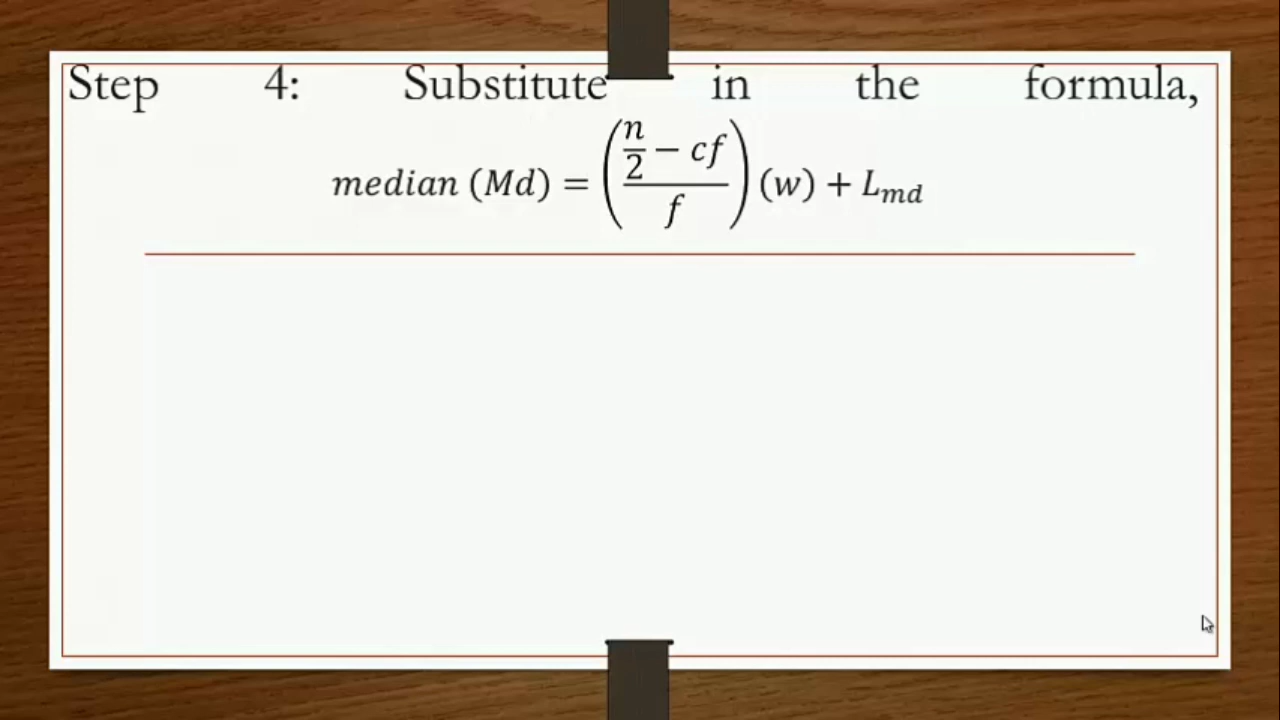 Step 4: Substitute in the formula,
median (Md) = ((n/2 − cf)/f) (w) + L_md